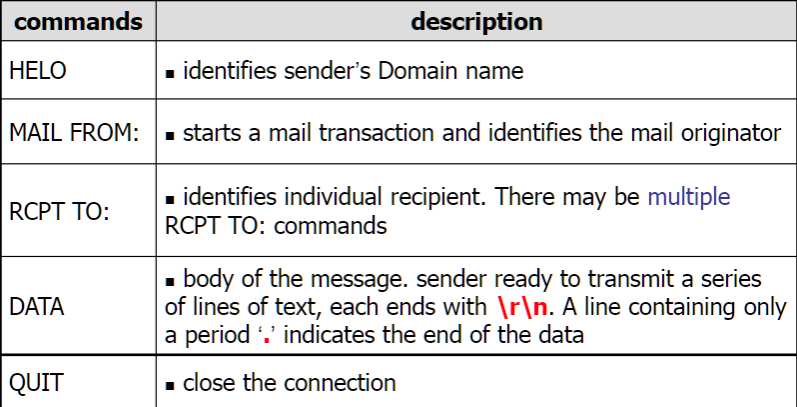 commands description
HELO ▪ identifies sender’s Domain name
MAIL FROM: ▪ starts a mail transaction and identifies the mail originator
RCPT TO: ▪ identifies individual recipient. There may be multiple
RCPT TO: commands
DATA ▪ body of the message. sender ready to transmit a series
of lines of text, each ends with \r\n. A line containing only
a period ‘.’ indicates the end of the data
QUIT ▪ close the connection